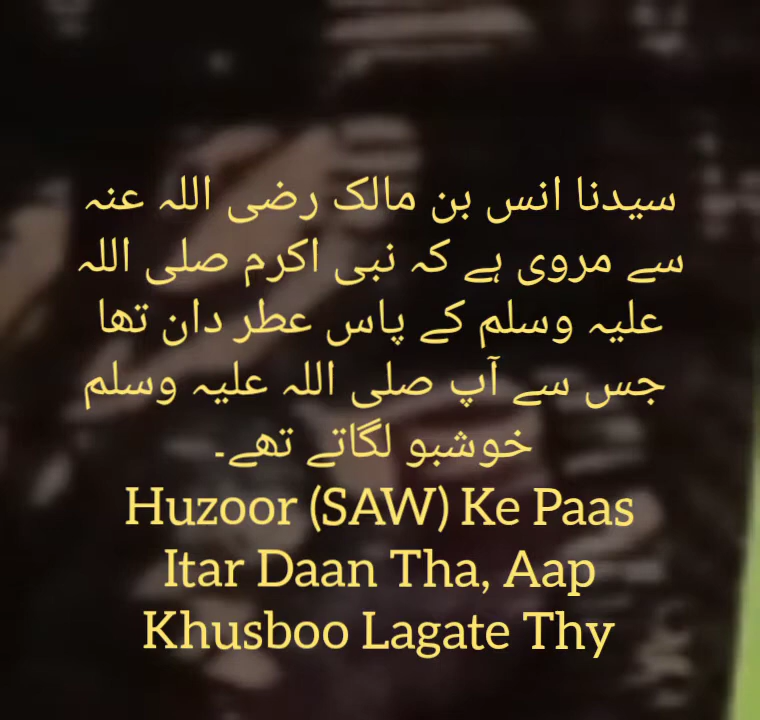 سیدنا انس بن مالک رضی اللہ عنہ
سے مروی ہے کہ نبی اکرم صلی اللہ
علیہ وسلم کے پاس عطر دان تھا
جس سے آپ صلی اللہ علیہ وسلم
خوشبو لگاتے تھے۔
Huzoor (SAW) Ke Paas
Itar Daan Tha, Aap
Khusboo Lagate Thy